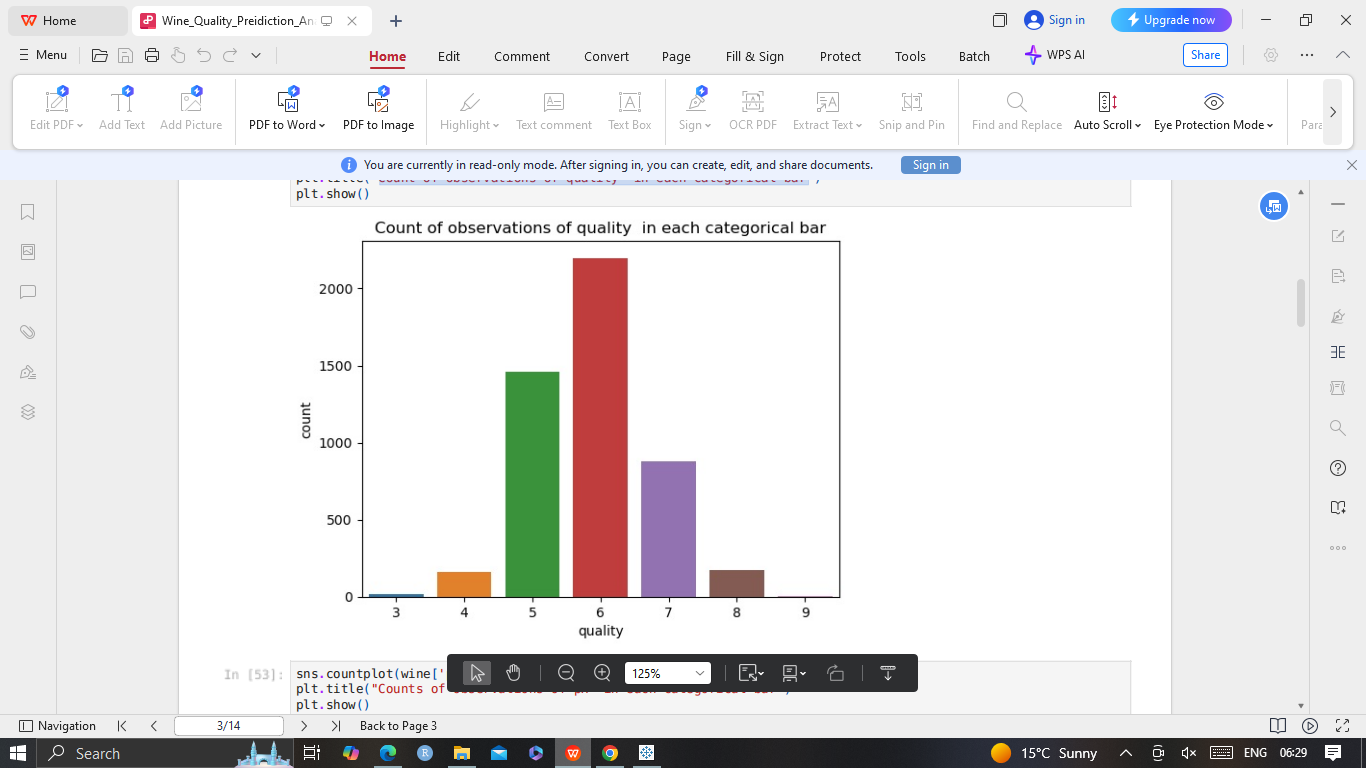 Home
Wine_Quality_Preidiction_An
Sign in
Upgrade now
Menu
Home Edit Comment Convert Page Fill & Sign Protect Tools Batch WPS AI
Share
Edit PDF Add Text Add Picture PDF to Word PDF to Image Highlight Text comment Text Box Sign OCR PDF Extract Text Snip and Pin Find and Replace Auto Scroll Eye Protection Mode Para
You are currently in read-only mode. After signing in, you can create, edit, and share documents. Sign in
plt.show()
Count of observations of quality in each categorical bar
2000
1500
1000
500
0
count
3 4 5 6 7 8 9
quality
In [53]: sns.countplot(wine['
125%
plt.title("Counts of
plt.show()
Navigation 3/14 Back to Page 3
Search
15°C Sunny
ENG 06:29